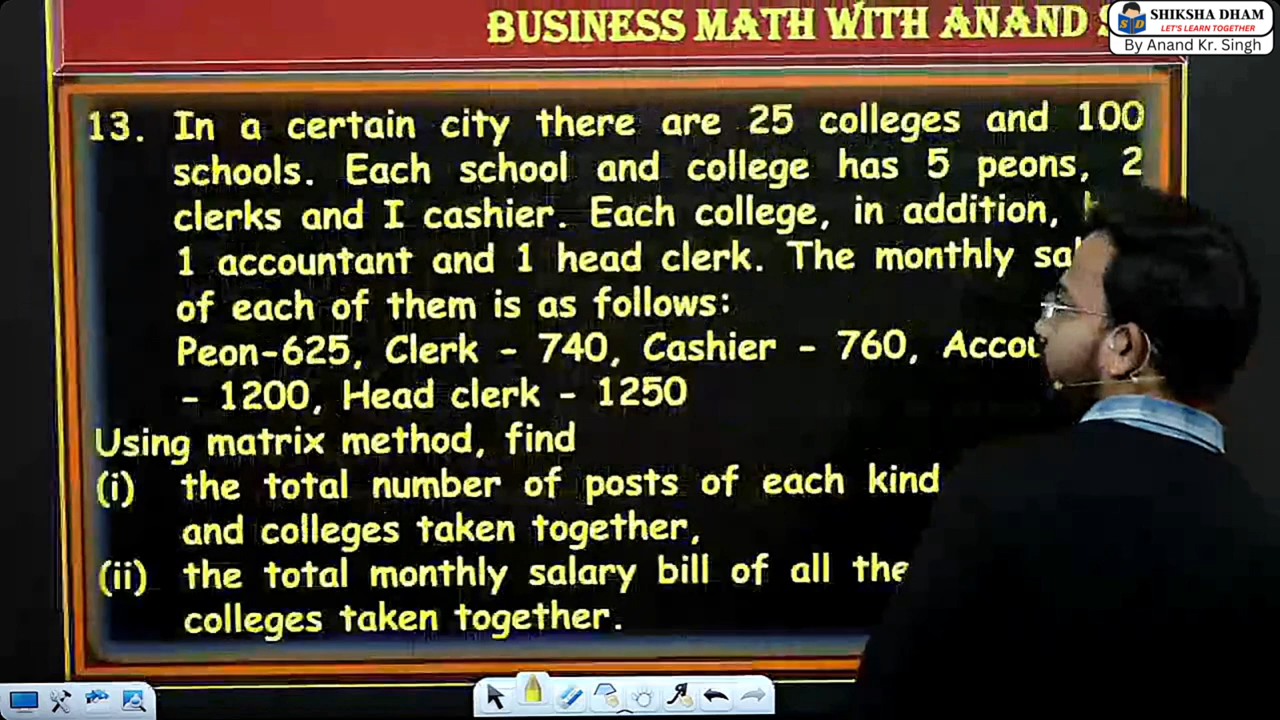 BUSINESS MATH WITH ANAND
SHIKSHA DHAM
LET'S LEARN TOGETHER
By Anand Kr. Singh
13. In a certain city there are 25 colleges and 100
schools. Each school and college has 5 peons, 2
clerks and I cashier. Each college, in addition,
1 accountant and 1 head clerk. The monthly
of each of them is as follows:
Peon-625, Clerk - 740, Cashier - 760,
- 1200, Head clerk - 1250
Using matrix method, find
(i) the total number of posts of each kind
and colleges taken together,
(ii) the total monthly salary bill of all the
colleges taken together.